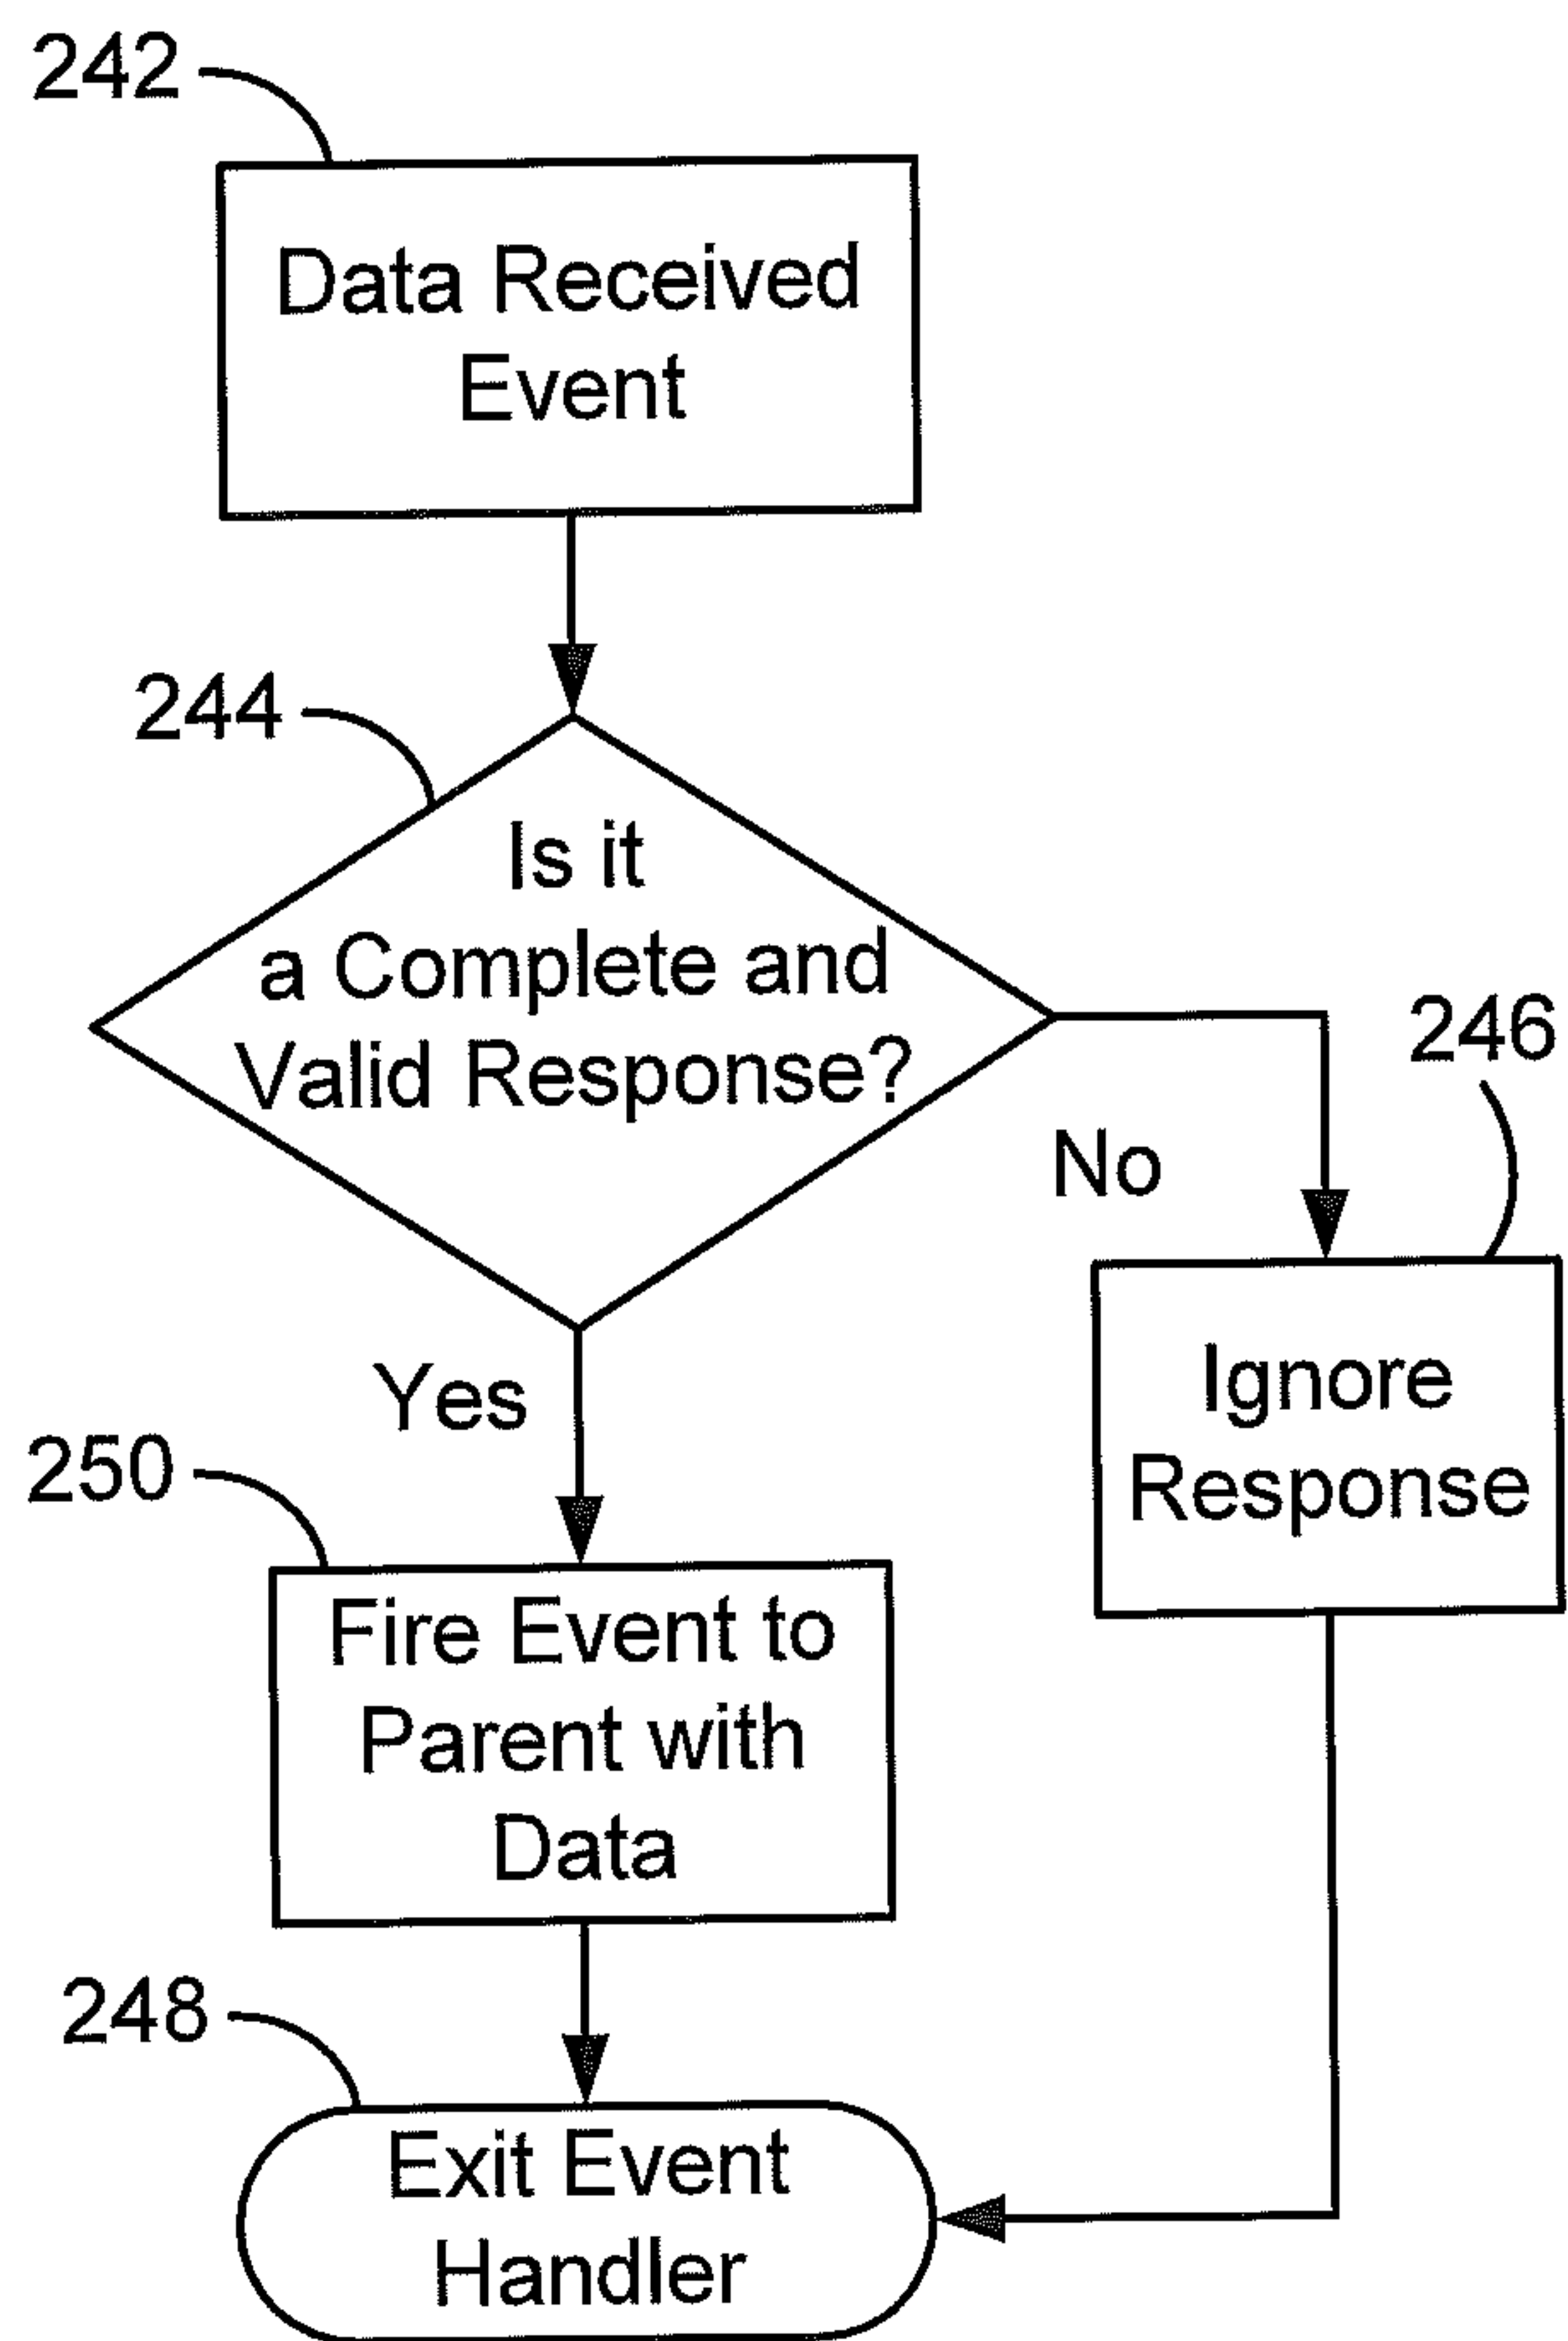 242
Data Received
Event
244
Is it
a Complete and
Valid Response?
246
No
Ignore
Response
Yes
250
Fire Event to
Parent with
Data
248
Exit Event
Handler